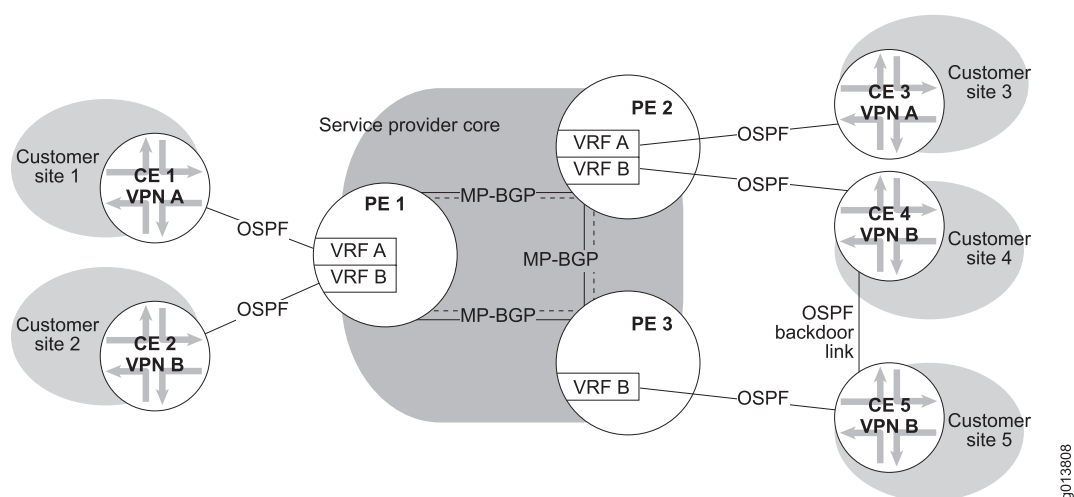 Service provider core
Customer
site 1
CE 1
VPN A
OSPF
Customer
site 2
CE 2
VPN B
OSPF
PE 1
VRF A
VRF B
MP-BGP
MP-BGP
MP-BGP
PE 2
VRF A
VRF B
PE 3
VRF B
OSPF
OSPF
OSPF
CE 3
VPN A
Customer
site 3
CE 4
VPN B
Customer
site 4
OSPF
backdoor
link
CE 5
VPN B
Customer
site 5
g013808